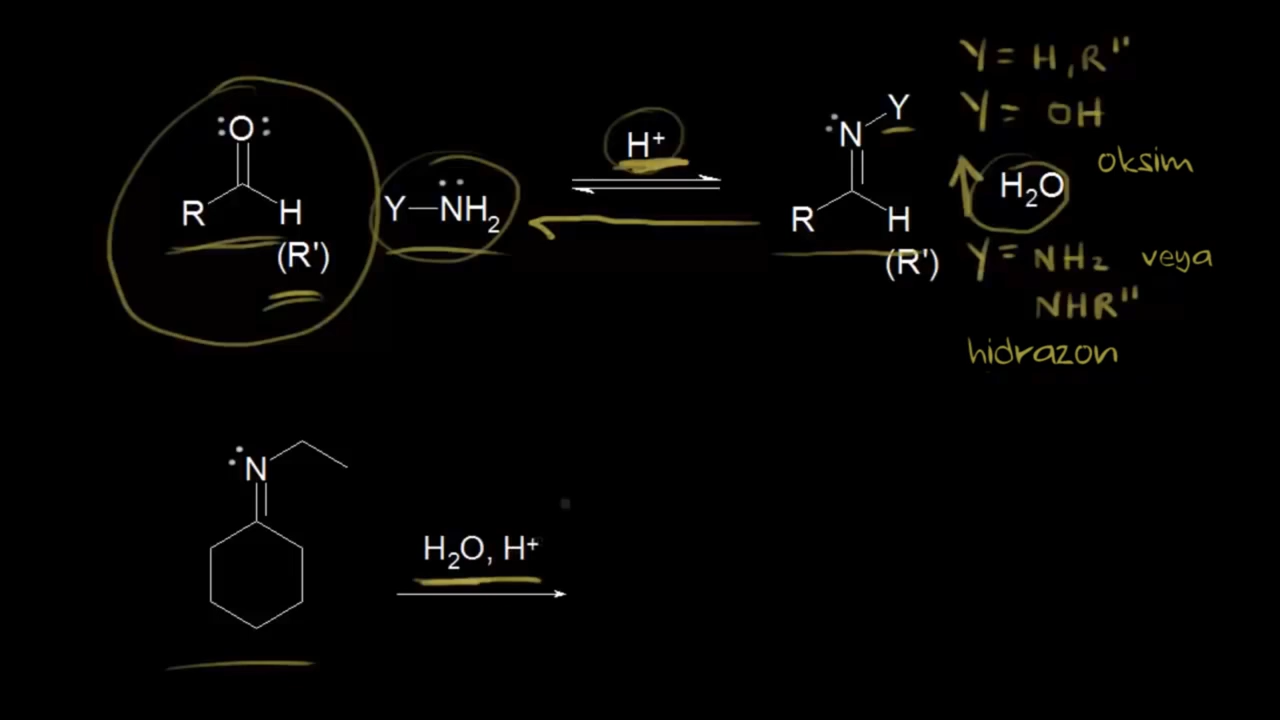 O
R H
(R')
Y—NH₂
H⁺
N Y
R H
(R')
H₂O
Y = H, R"
Y = OH
oksim
Y = NH₂ veya
NHR"
hidrazon
N
H₂O, H⁺